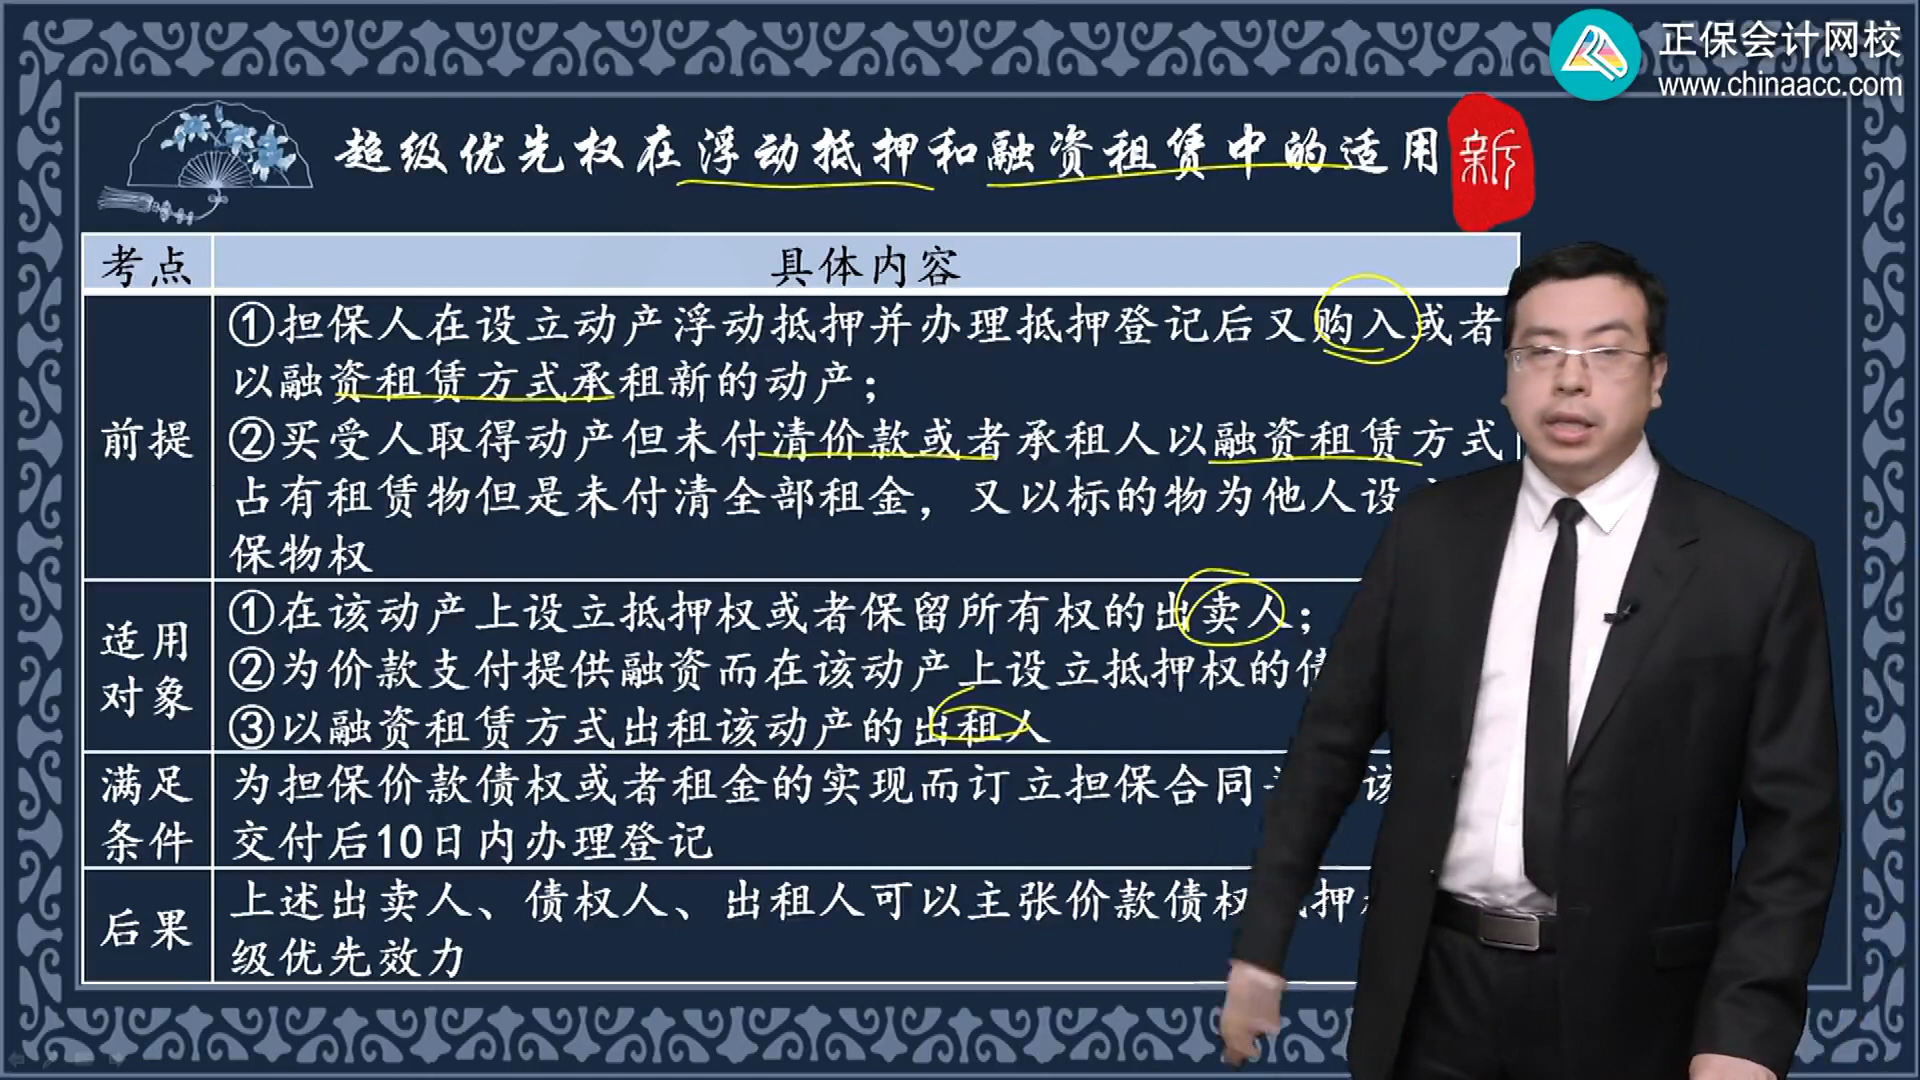 正保会计网校
www.chinaacc.com
超级优先权在浮动抵押和融资租赁中的适用 新
考点 具体内容
前提
①担保人在设立动产浮动抵押并办理抵押登记后又购入或者
以融资租赁方式承租新的动产；
②买受人取得动产但未付清价款或者承租人以融资租赁方式
占有租赁物但是未付清全部租金，又以标的物为他人设
保物权
适用
对象
①在该动产上设立抵押权或者保留所有权的出卖人；
②为价款支付提供融资而在该动产上设立抵押权的
③以融资租赁方式出租该动产的出租人
满足
条件
为担保价款债权或者租金的实现而订立担保合同 该
交付后10日内办理登记
后果
上述出卖人、债权人、出租人可以主张价款债权 押
级优先效力